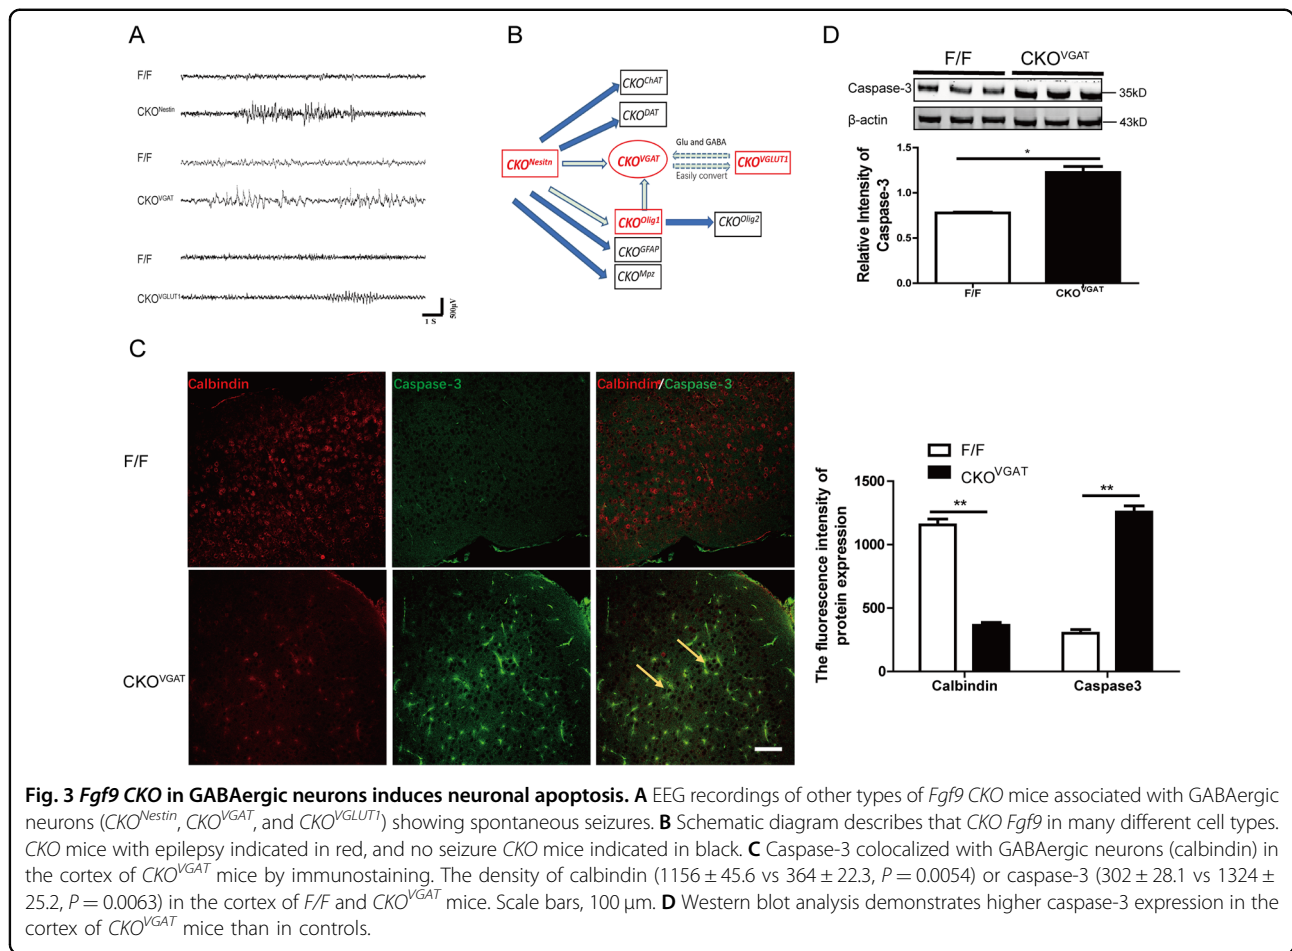 A
F/F
CKO^Nestin
F/F
CKO^VGAT
F/F
CKO^VGLUT1
1 S
500μV
B
CKO^ChAT
CKO^DAT
CKO^Nesitn
CKO^VGAT
Glu and GABA
Easily convert
CKO^VGLUT1
CKO^Olig1
CKO^Olig2
CKO^GFAP
CKO^Mpz
D
F/F CKO^VGAT
Caspase-3
35kD
β-actin
43kD
Relative Intensity of
Caspase-3
1.5
1.0
0.5
0.0
*
F/F
CKO^VGAT
C
Calbindin
Caspase-3
Calbindin/Caspase-3
F/F
CKO^VGAT
F/F
CKO^VGAT
The fluorescence intensity of
protein expression
1500
1000
500
0
**
**
Calbindin
Caspase3
Fig. 3 Fgf9 CKO in GABAergic neurons induces neuronal apoptosis. A EEG recordings of other types of Fgf9 CKO mice associated with GABAergic
neurons (CKO^Nestin, CKO^VGAT, and CKO^VGLUT1) showing spontaneous seizures. B Schematic diagram describes that CKO Fgf9 in many different cell types.
CKO mice with epilepsy indicated in red, and no seizure CKO mice indicated in black. C Caspase-3 colocalized with GABAergic neurons (calbindin) in
the cortex of CKO^VGAT mice by immunostaining. The density of calbindin (1156 ± 45.6 vs 364 ± 22.3, P = 0.0054) or caspase-3 (302 ± 28.1 vs 1324 ±
25.2, P = 0.0063) in the cortex of F/F and CKO^VGAT mice. Scale bars, 100 μm. D Western blot analysis demonstrates higher caspase-3 expression in the
cortex of CKO^VGAT mice than in controls.